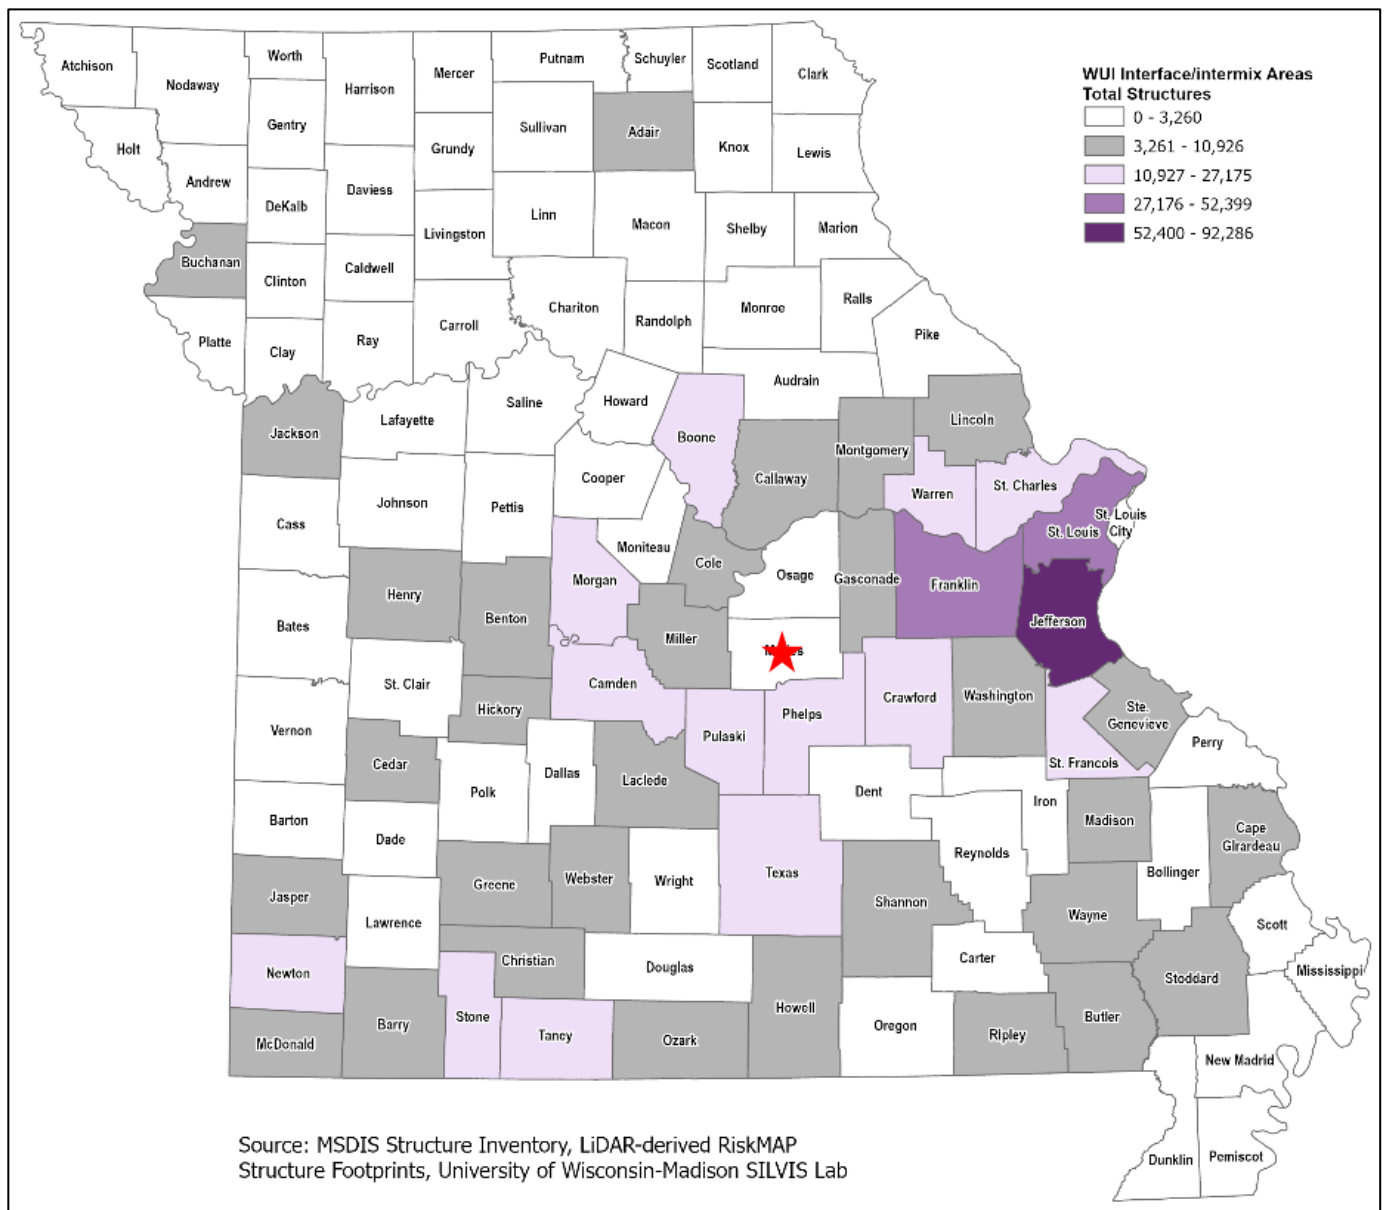 WUI Interface/intermix Areas
Total Structures
0 - 3,260
3,261 - 10,926
10,927 - 27,175
27,176 - 52,399
52,400 - 92,286
Atchison
Nodaway
Worth
Harrison
Mercer
Putnam
Schuyler
Scotland
Clark
Holt
Andrew
Gentry
Grundy
Sullivan
Adair
Knox
Lewis
DeKalb
Daviess
Livingston
Linn
Macon
Shelby
Marion
Buchanan
Clinton
Caldwell
Chariton
Randolph
Monroe
Ralls
Pike
Platte
Clay
Ray
Carroll
Audrain
Jackson
Lafayette
Saline
Howard
Boone
Callaway
Montgomery
Lincoln
Cass
Johnson
Pettis
Cooper
Warren
St. Charles
St. Louis
St. Louis
City
Moniteau
Cole
Osage
Gasconade
Franklin
Jefferson
Bates
Henry
Benton
Morgan
Miller
St. Clair
Hickory
Camden
Pulaski
Phelps
Crawford
Washington
Ste.
Genevieve
St. Francois
Perry
Vernon
Cedar
Polk
Dallas
Laclede
Dent
Iron
Barton
Dade
Greene
Webster
Wright
Texas
Reynolds
Madison
Bollinger
Cape
Girardeau
Jasper
Lawrence
Christian
Shannon
Wayne
Scott
Newton
Douglas
Howell
Carter
Stoddard
Mississippi
McDonald
Barry
Stone
Taney
Ozark
Oregon
Ripley
Butler
New Madrid
Dunklin
Pemiscot
Source: MSDIS Structure Inventory, LiDAR-derived RiskMAP
Structure Footprints, University of Wisconsin-Madison SILVIS Lab